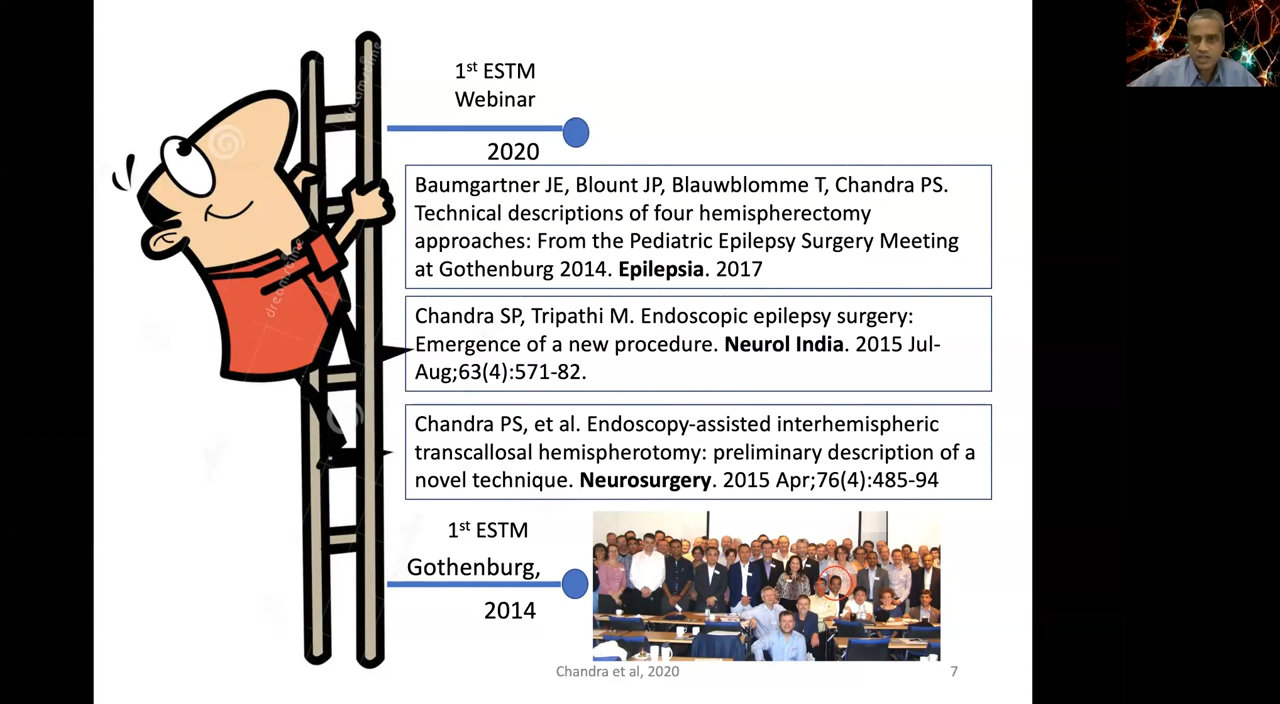 1st ESTM
Webinar
2020
Baumgartner JE, Blount JP, Blauwblomme T, Chandra PS.
Technical descriptions of four hemispherectomy
approaches: From the Pediatric Epilepsy Surgery Meeting
at Gothenburg 2014. Epilepsia. 2017
Chandra SP, Tripathi M. Endoscopic epilepsy surgery:
Emergence of a new procedure. Neurol India. 2015 Jul-
Aug;63(4):571-82.
Chandra PS, et al. Endoscopy-assisted interhemispheric
transcallosal hemispherotomy: preliminary description of a
novel technique. Neurosurgery. 2015 Apr;76(4):485-94
1st ESTM
Gothenburg,
2014
Chandra et al, 2020
7
dreamstime
dreamstime